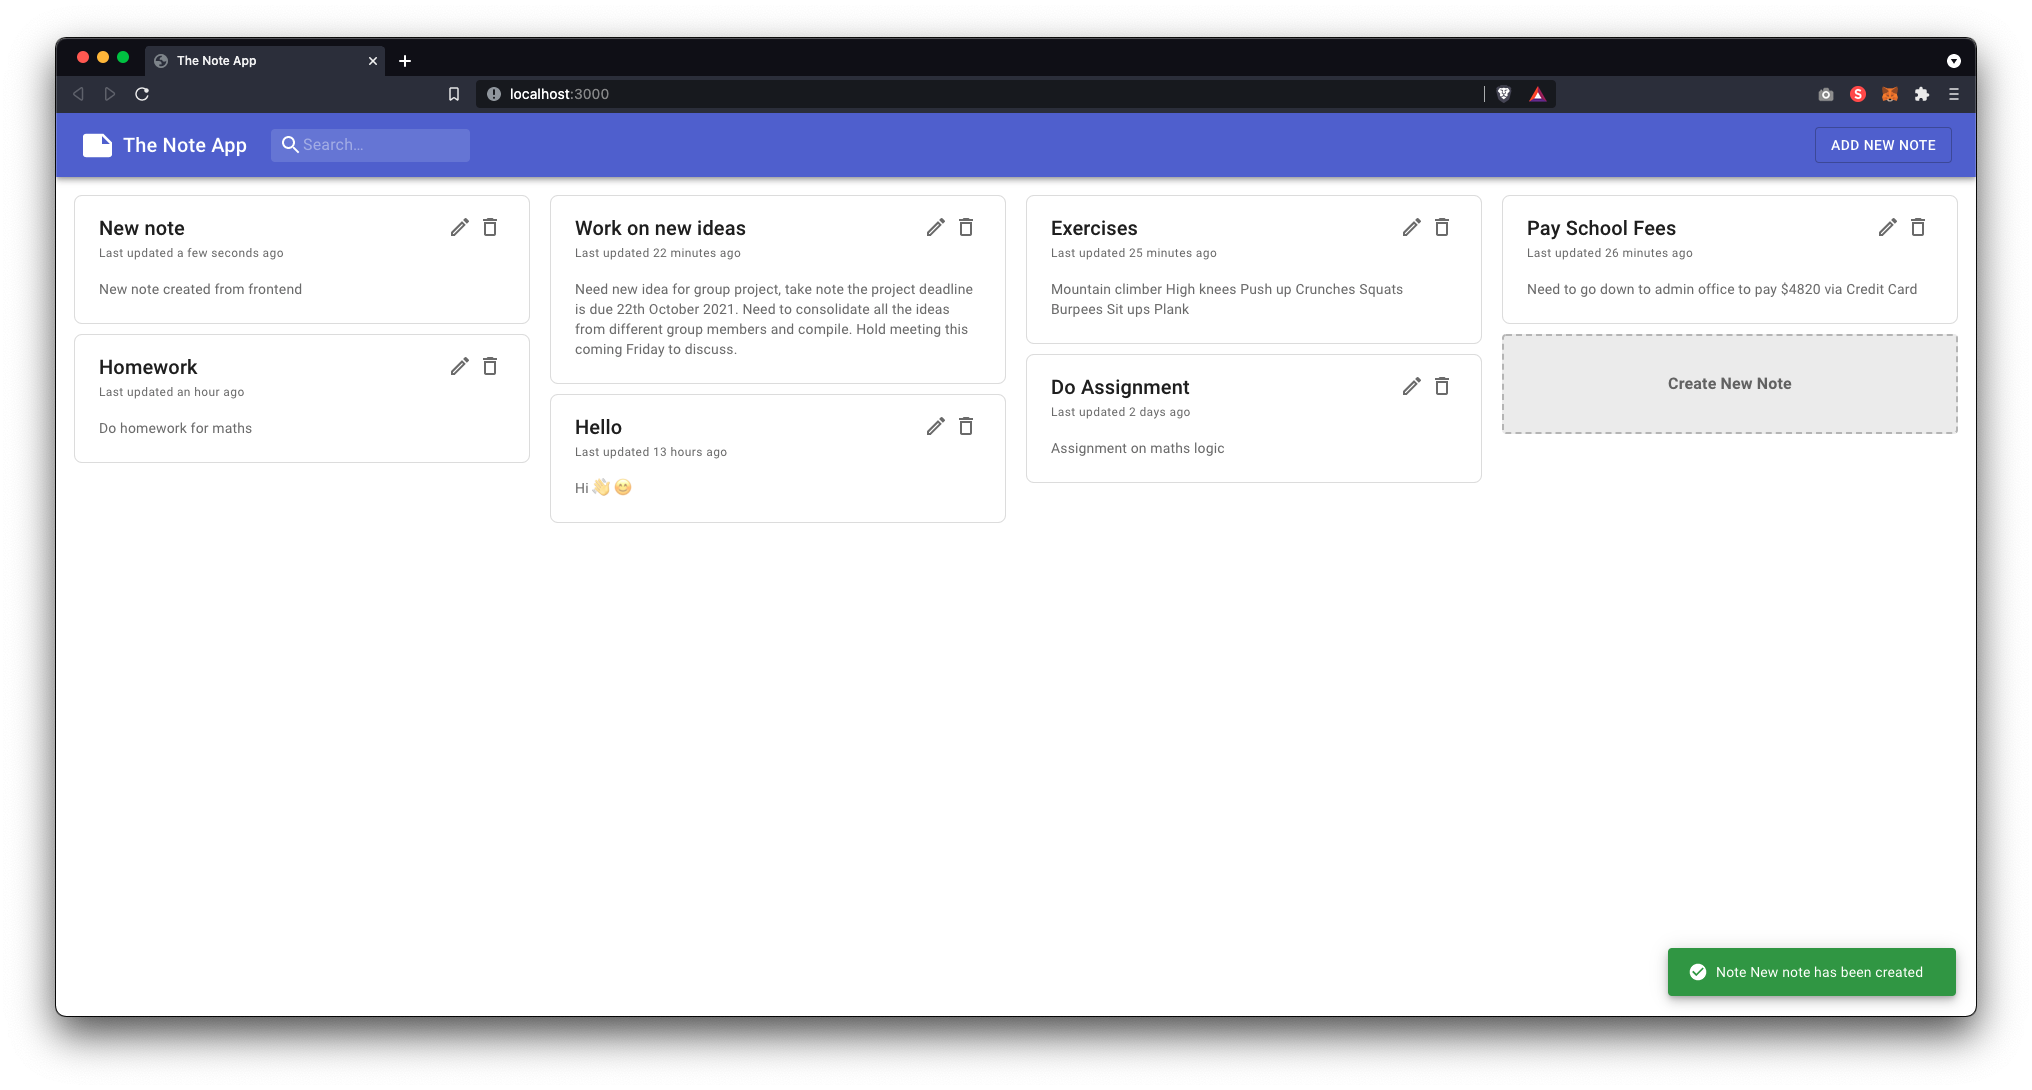 The Note App
localhost:3000
The Note App
Search...
ADD NEW NOTE
New note
Last updated a few seconds ago
New note created from frontend
Homework
Last updated an hour ago
Do homework for maths
Work on new ideas
Last updated 22 minutes ago
Need new idea for group project, take note the project deadline
is due 22th October 2021. Need to consolidate all the ideas
from different group members and compile. Hold meeting this
coming Friday to discuss.
Hello
Last updated 13 hours ago
Hi 👋 😊
Exercises
Last updated 25 minutes ago
Mountain climber High knees Push up Crunches Squats
Burpees Sit ups Plank
Do Assignment
Last updated 2 days ago
Assignment on maths logic
Pay School Fees
Last updated 26 minutes ago
Need to go down to admin office to pay $4820 via Credit Card
Create New Note
Note New note has been created